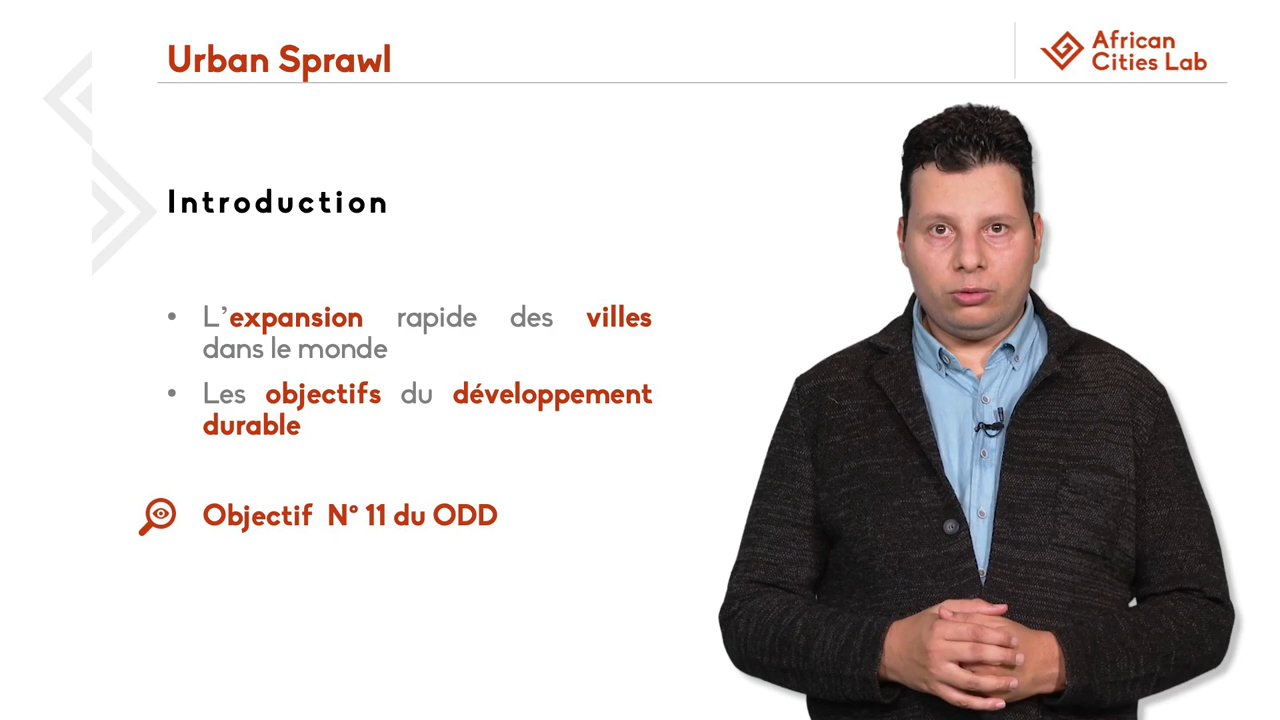 Urban Sprawl
African
Cities Lab
Introduction
• L’expansion rapide des villes
dans le monde
• Les objectifs du développement
durable
Objectif N° 11 du ODD